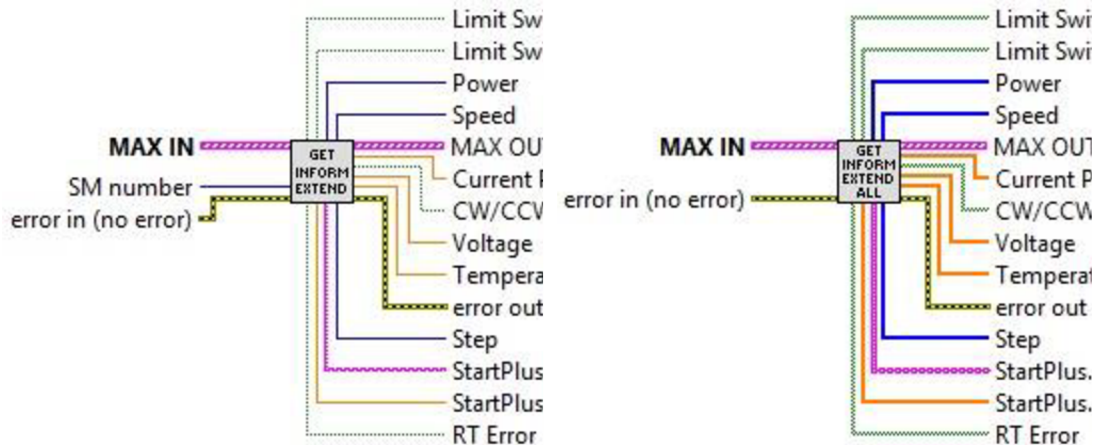 Limit Swi
Limit Sw
Power
Speed
MAX IN
MAX OUT
GET
INFORM
EXTEND
Current P
SM number
CW/CCW
error in (no error)
Voltage
Tempera
error out
Step
StartPlus
StartPlus
RT Error
Limit Swi
Limit Swi
Power
Speed
MAX IN
MAX OUT
GET
INFORM
EXTEND
ALL
Current P
error in (no error)
CW/CCW
Voltage
Temperat
error out
Step
StartPlus.
StartPlus.
RT Error